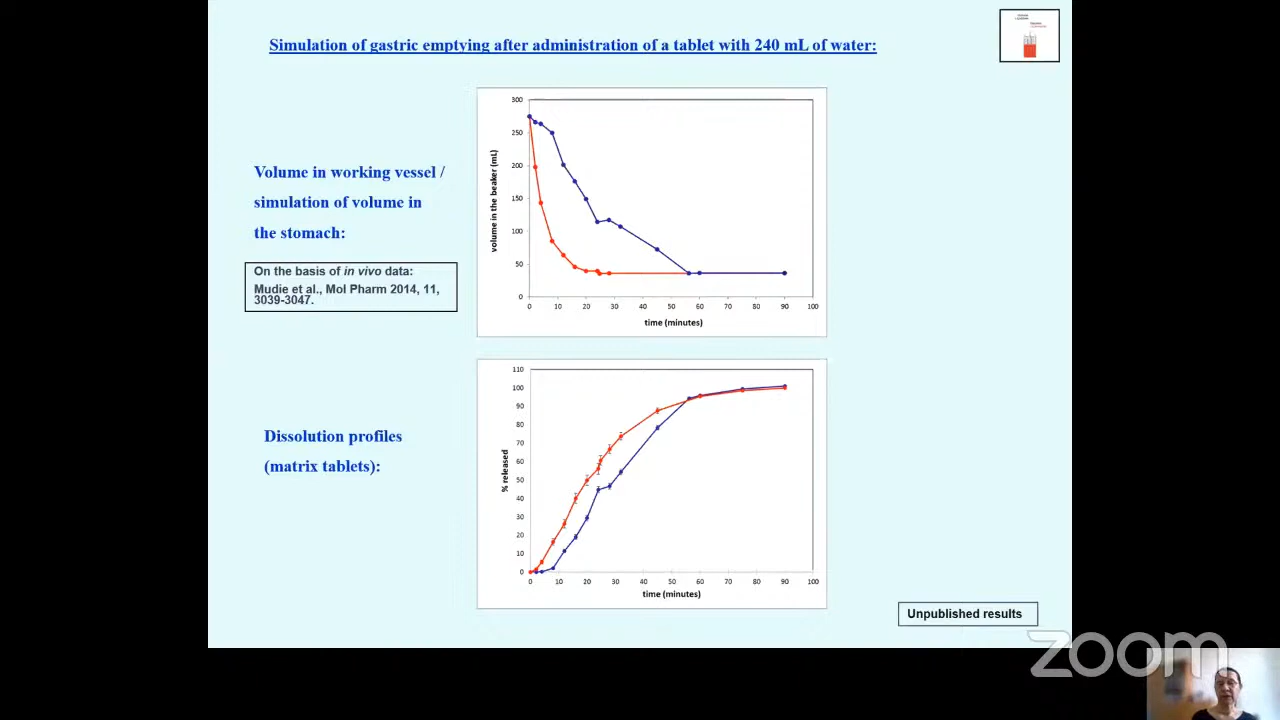 Simulation of gastric emptying after administration of a tablet with 240 mL of water:
Volume in working vessel /
simulation of volume in
the stomach:
On the basis of in vivo data:
Mudie et al., Mol Pharm 2014, 11,
3039-3047.
volume in the beaker (mL)
300
250
200
150
100
50
0
0 10 20 30 40 50 60 70 80 90 100
time (minutes)
Dissolution profiles
(matrix tablets):
% released
110
100
90
80
70
60
50
40
30
20
10
0
0 10 20 30 40 50 60 70 80 90 100
time (minutes)
Unpublished results
zoom